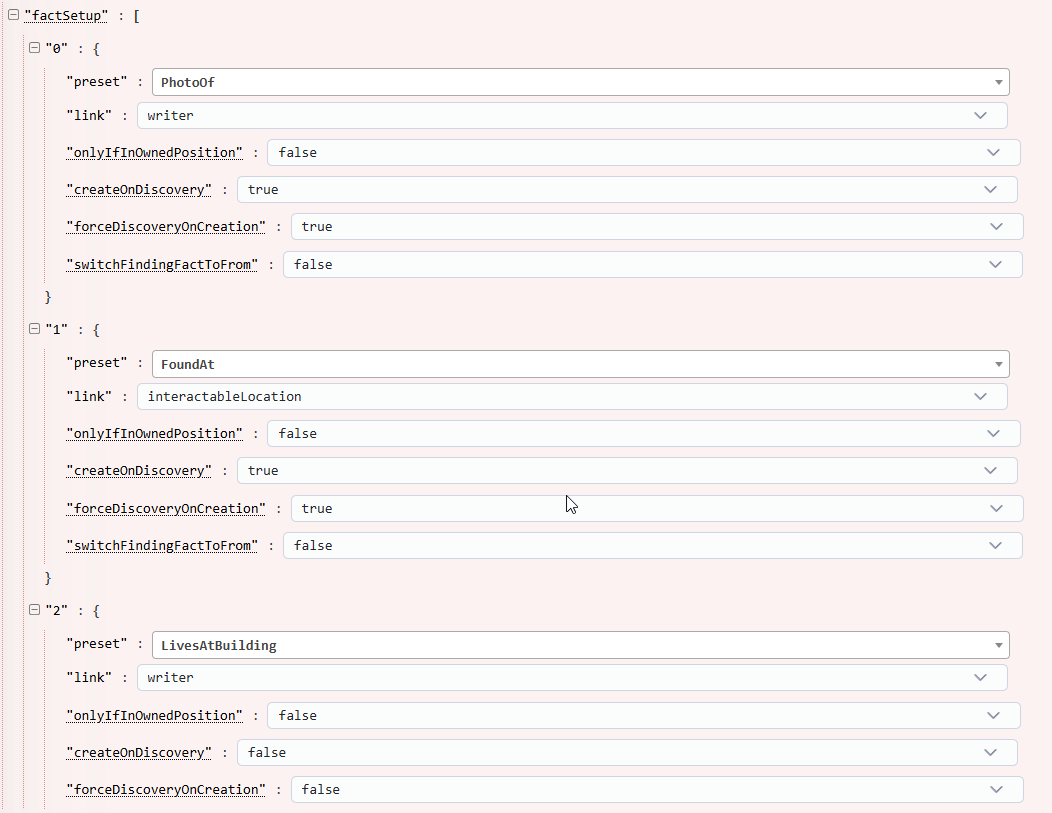 "factSetup" : [
"0" : {
"preset" : PhotoOf
"link" : writer
"onlyIfInOwnedPosition" : false
"createOnDiscovery" : true
"forceDiscoveryOnCreation" : true
"switchFindingFactToFrom" : false
}
"1" : {
"preset" : FoundAt
"link" : interactableLocation
"onlyIfInOwnedPosition" : false
"createOnDiscovery" : true
"forceDiscoveryOnCreation" : true
"switchFindingFactToFrom" : false
}
"2" : {
"preset" : LivesAtBuilding
"link" : writer
"onlyIfInOwnedPosition" : false
"createOnDiscovery" : false
"forceDiscoveryOnCreation" : false